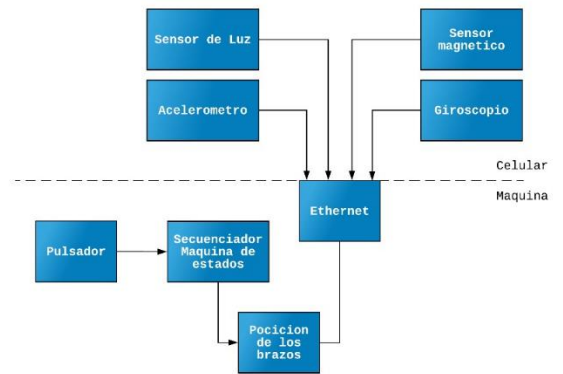 Sensor de Luz
Sensor
magnetico
Acelerometro
Giroscopio
Celular
Maquina
Ethernet
Pulsador
Secuenciador
Maquina de
estados
Pocicion
de los
brazos